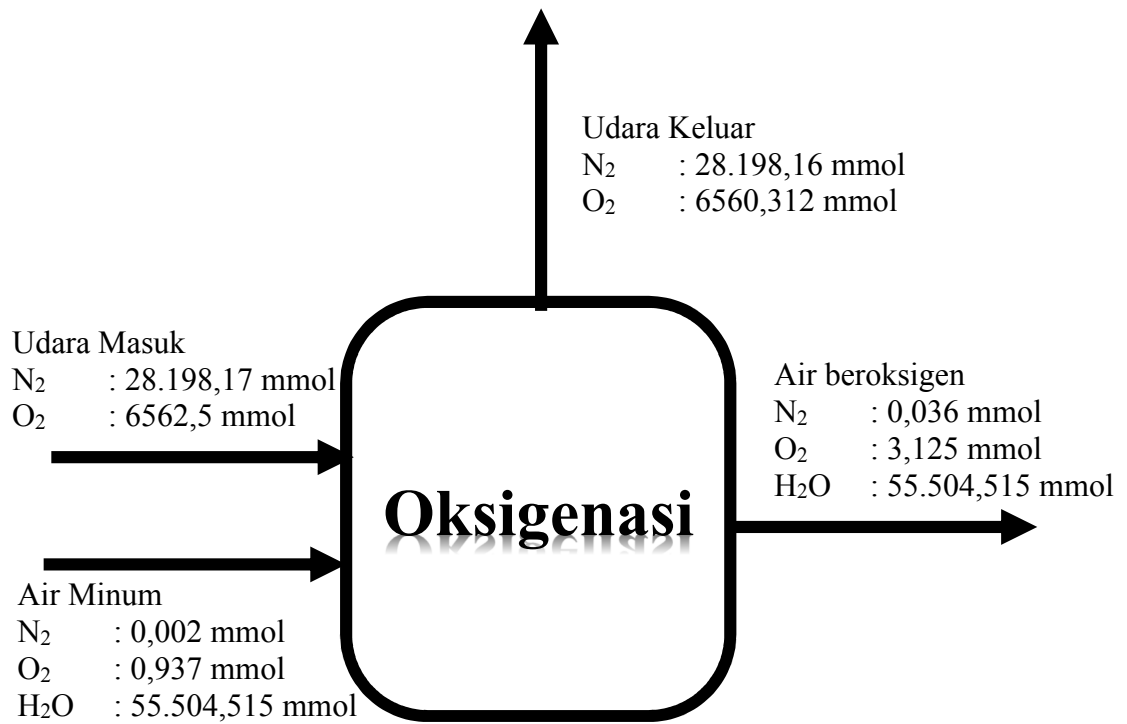 Udara Keluar
N₂ : 28.198,16 mmol
O₂ : 6560,312 mmol
Udara Masuk
N₂ : 28.198,17 mmol
O₂ : 6562,5 mmol
Air beroksigen
N₂ : 0,036 mmol
O₂ : 3,125 mmol
H₂O : 55.504,515 mmol
Oksigenasi
Air Minum
N₂ : 0,002 mmol
O₂ : 0,937 mmol
H₂O : 55.504,515 mmol